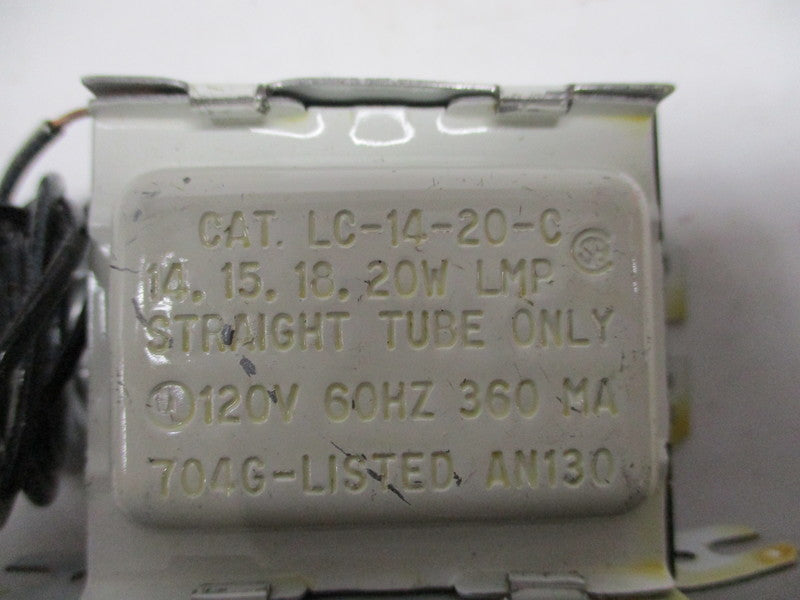 CAT. LC-14-20-C
14. 15. 18. 20W LMP
STRAIGHT TUBE ONLY
UL 120V 60HZ 360 MA
704G-LISTED AN130